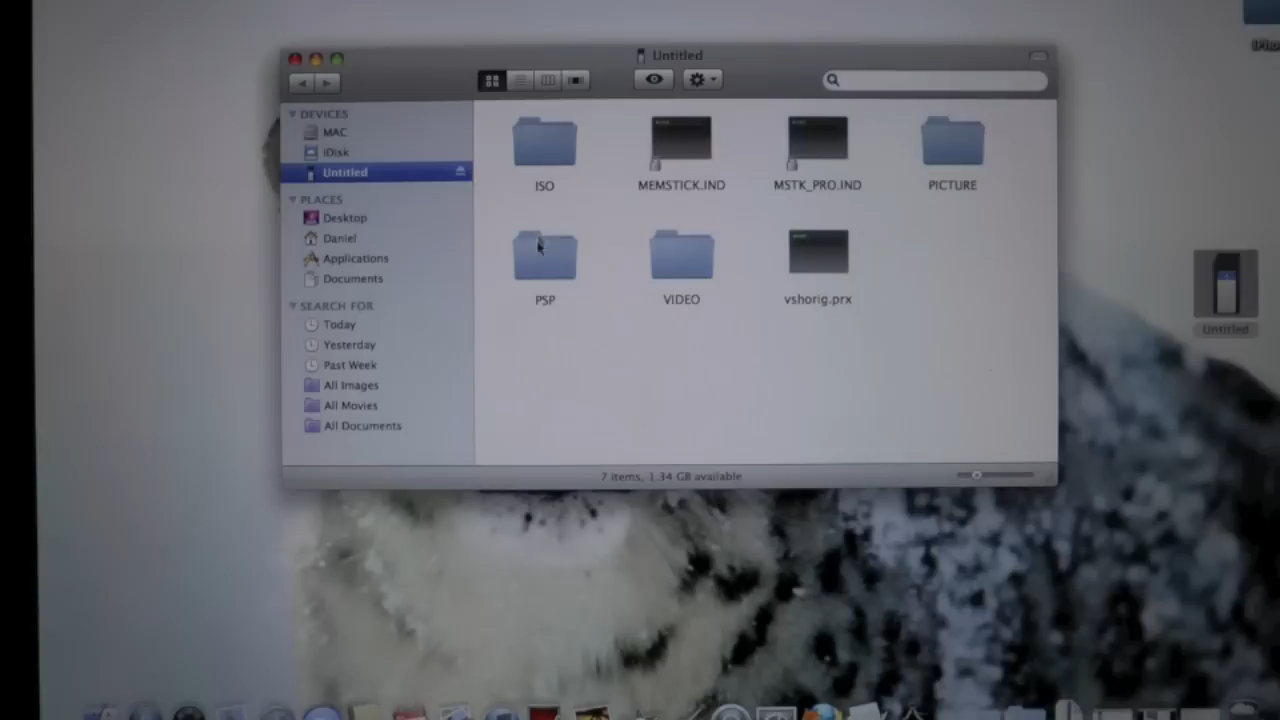 Untitled
DEVICES
MAC
iDisk
Untitled
PLACES
Desktop
Daniel
Applications
Documents
SEARCH FOR
Today
Yesterday
Past Week
All Images
All Movies
All Documents
ISO
MEMSTICK.IND
MSTK_PRO.IND
PICTURE
PSP
VIDEO
vshorig.prx
7 items, 1.34 GB available
Untitled